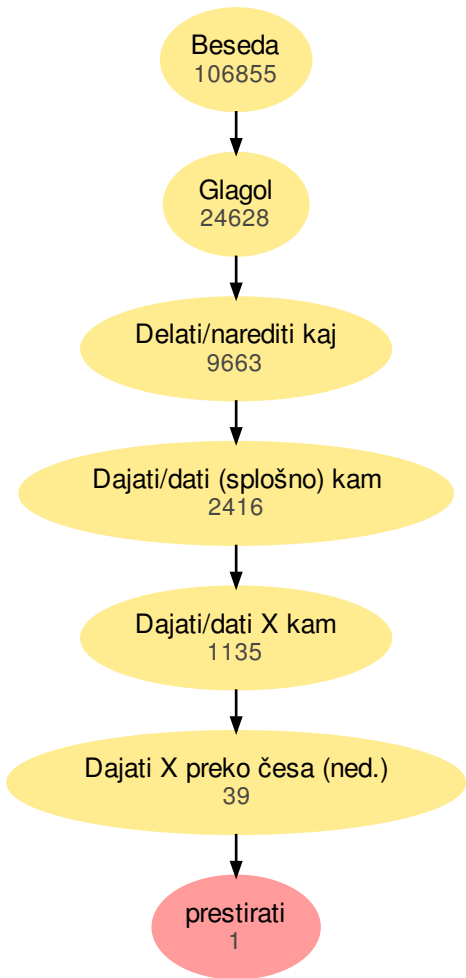 Beseda
106855
Glagol
24628
Delati/narediti kaj
9663
Dajati/dati (splošno) kam
2416
Dajati/dati X kam
1135
Dajati X preko česa (ned.)
39
prestirati
1